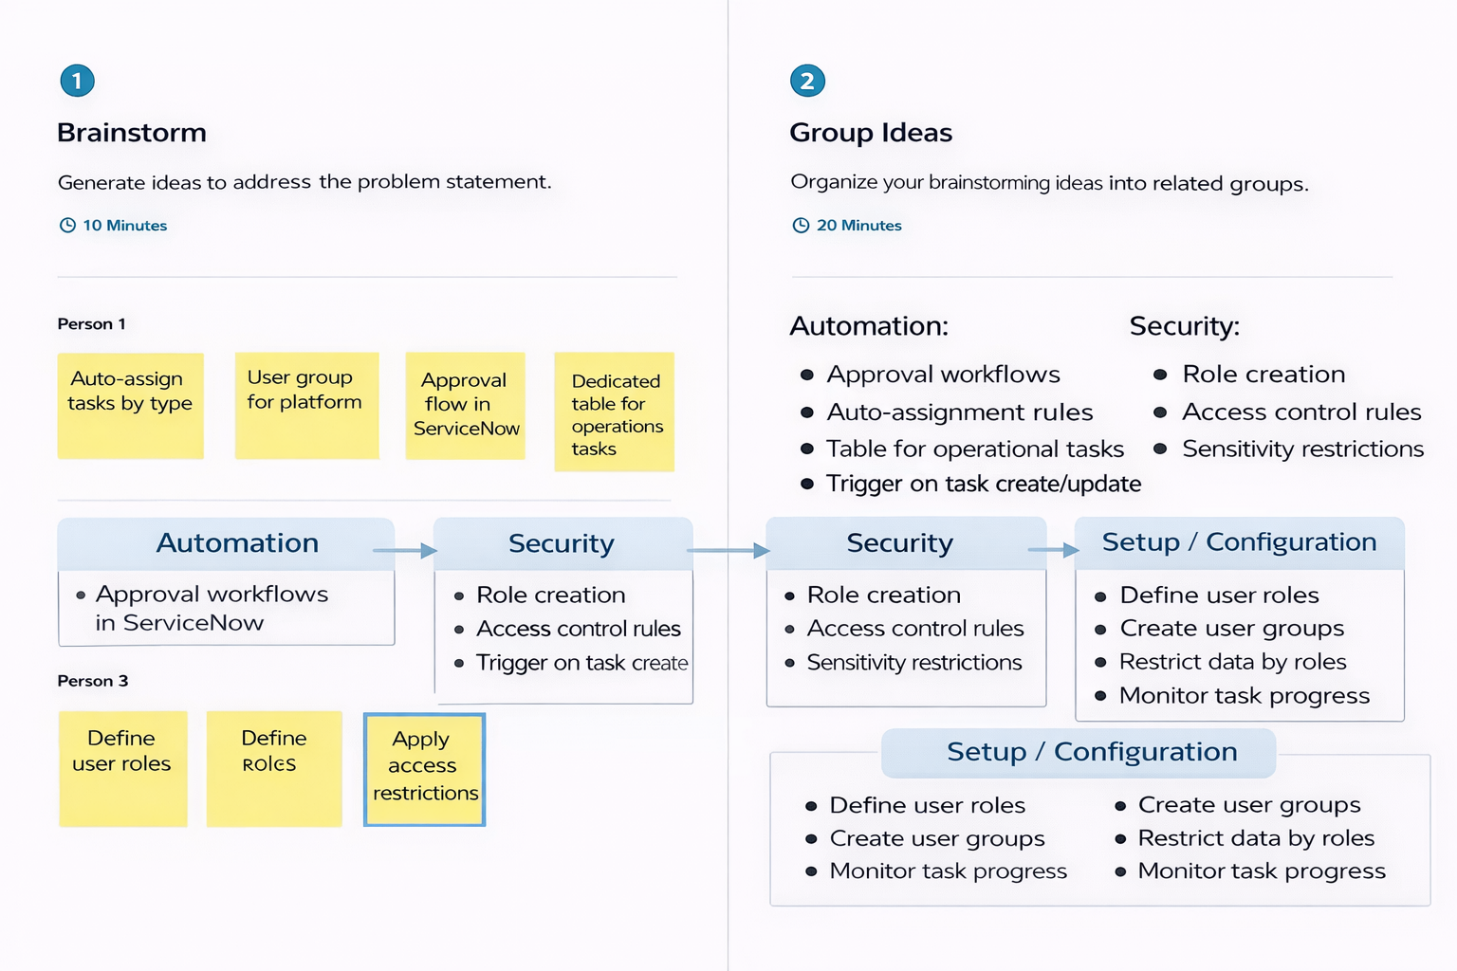 1
Brainstorm
Generate ideas to address the problem statement.
10 Minutes
Person 1
Auto-assign
tasks by type
User group
for platform
Approval
flow in
ServiceNow
Dedicated
table for
operations
tasks
Automation
• Approval workflows
in ServiceNow
Security
• Role creation
• Access control rules
• Trigger on task create
Person 3
Define
user roles
Define
ROLCS
Apply
access
restrictions
2
Group Ideas
Organize your brainstorming ideas into related groups.
20 Minutes
Automation:
• Approval workflows
• Auto-assignment rules
• Table for operational tasks
• Trigger on task create/update
Security:
• Role creation
• Access control rules
• Sensitivity restrictions
Security
• Role creation
• Access control rules
• Sensitivity restrictions
Setup / Configuration
• Define user roles
• Create user groups
• Restrict data by roles
• Monitor task progress
Setup / Configuration
• Define user roles
• Create user groups
• Monitor task progress
• Create user groups
• Restrict data by roles
• Monitor task progress